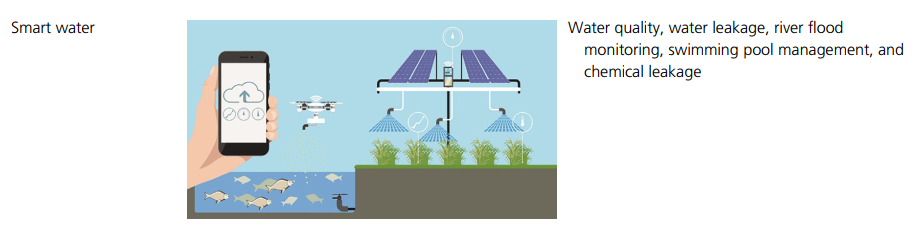 Smart water
Water quality, water leakage, river flood
monitoring, swimming pool management, and
chemical leakage